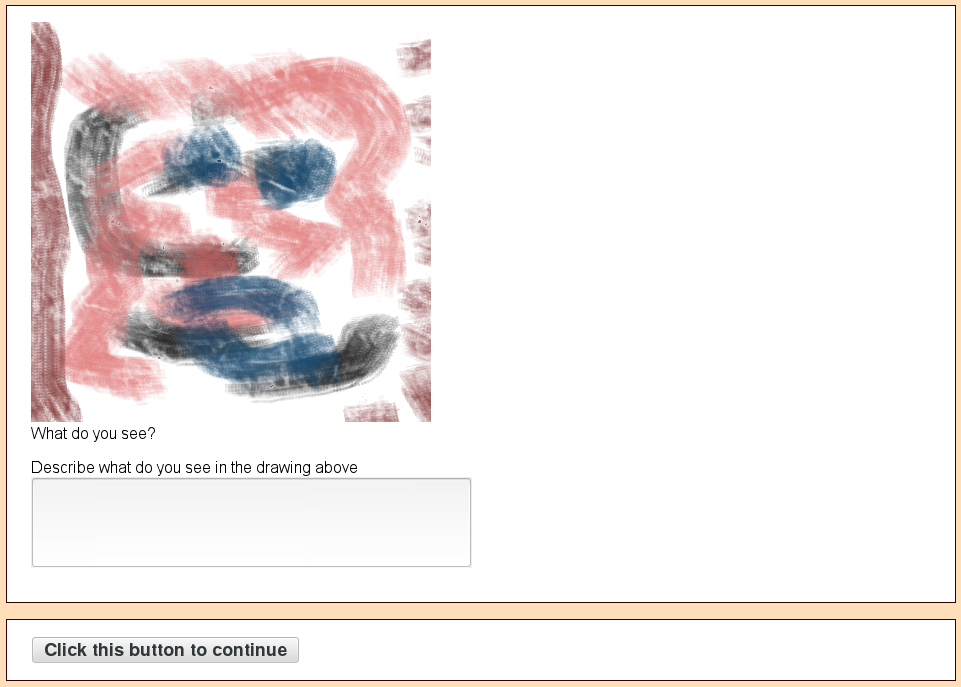 What do you see?
Describe what do you see in the drawing above
Click this button to continue